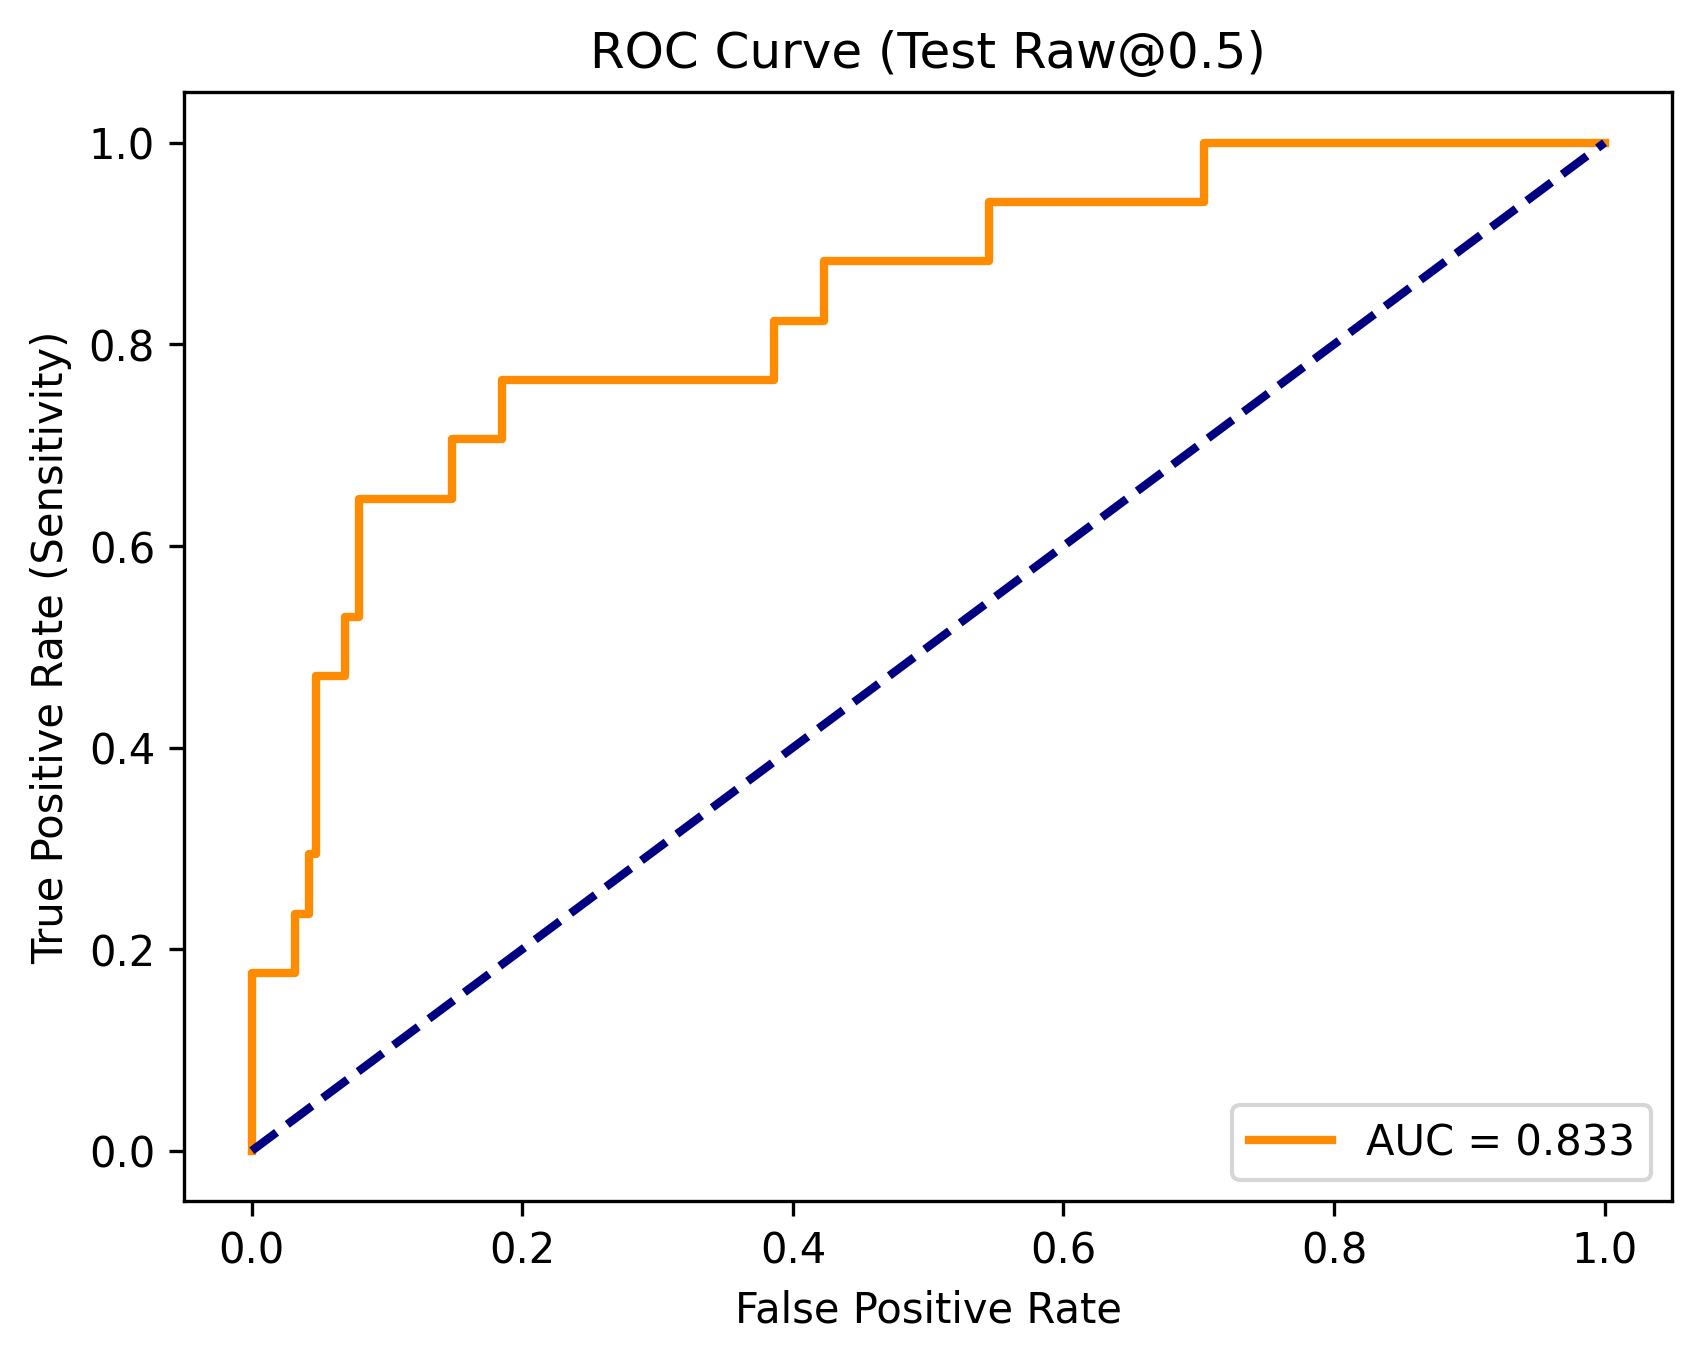 ROC Curve (Test Raw@0.5)
True Positive Rate (Sensitivity)
1.0
0.8
0.6
0.4
0.2
0.0
AUC = 0.833
0.0 0.2 0.4 0.6 0.8 1.0
False Positive Rate